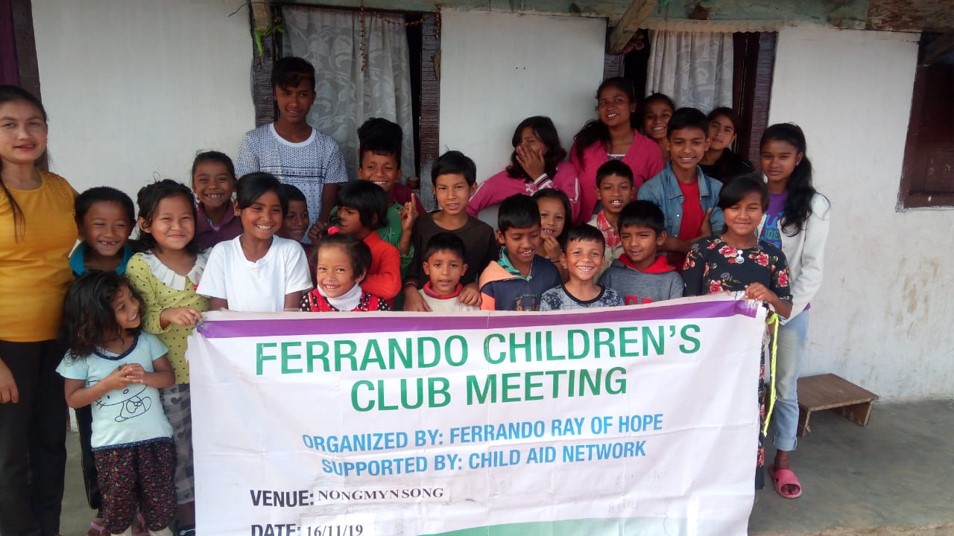 FERRANDO CHILDREN'S
CLUB MEETING
ORGANIZED BY: FERRANDO RAY OF HOPE
SUPPORTED BY: CHILD AID NETWORK
VENUE: NONGMYNSONG
DATE: 16/11/19